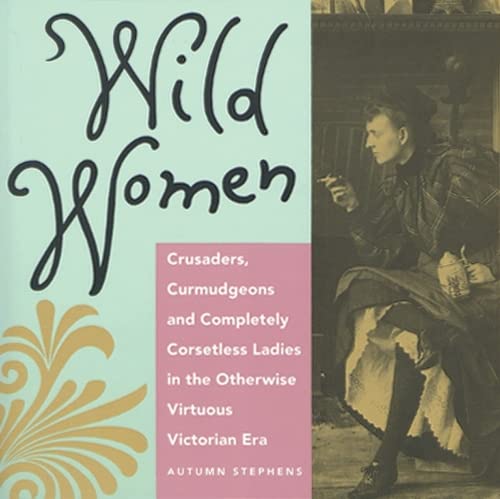 Wild
Women
Crusaders,
Curmudgeons
and Completely
Corsetless Ladies
in the Otherwise
Virtuous
Victorian Era
AUTUMN STEPHENS